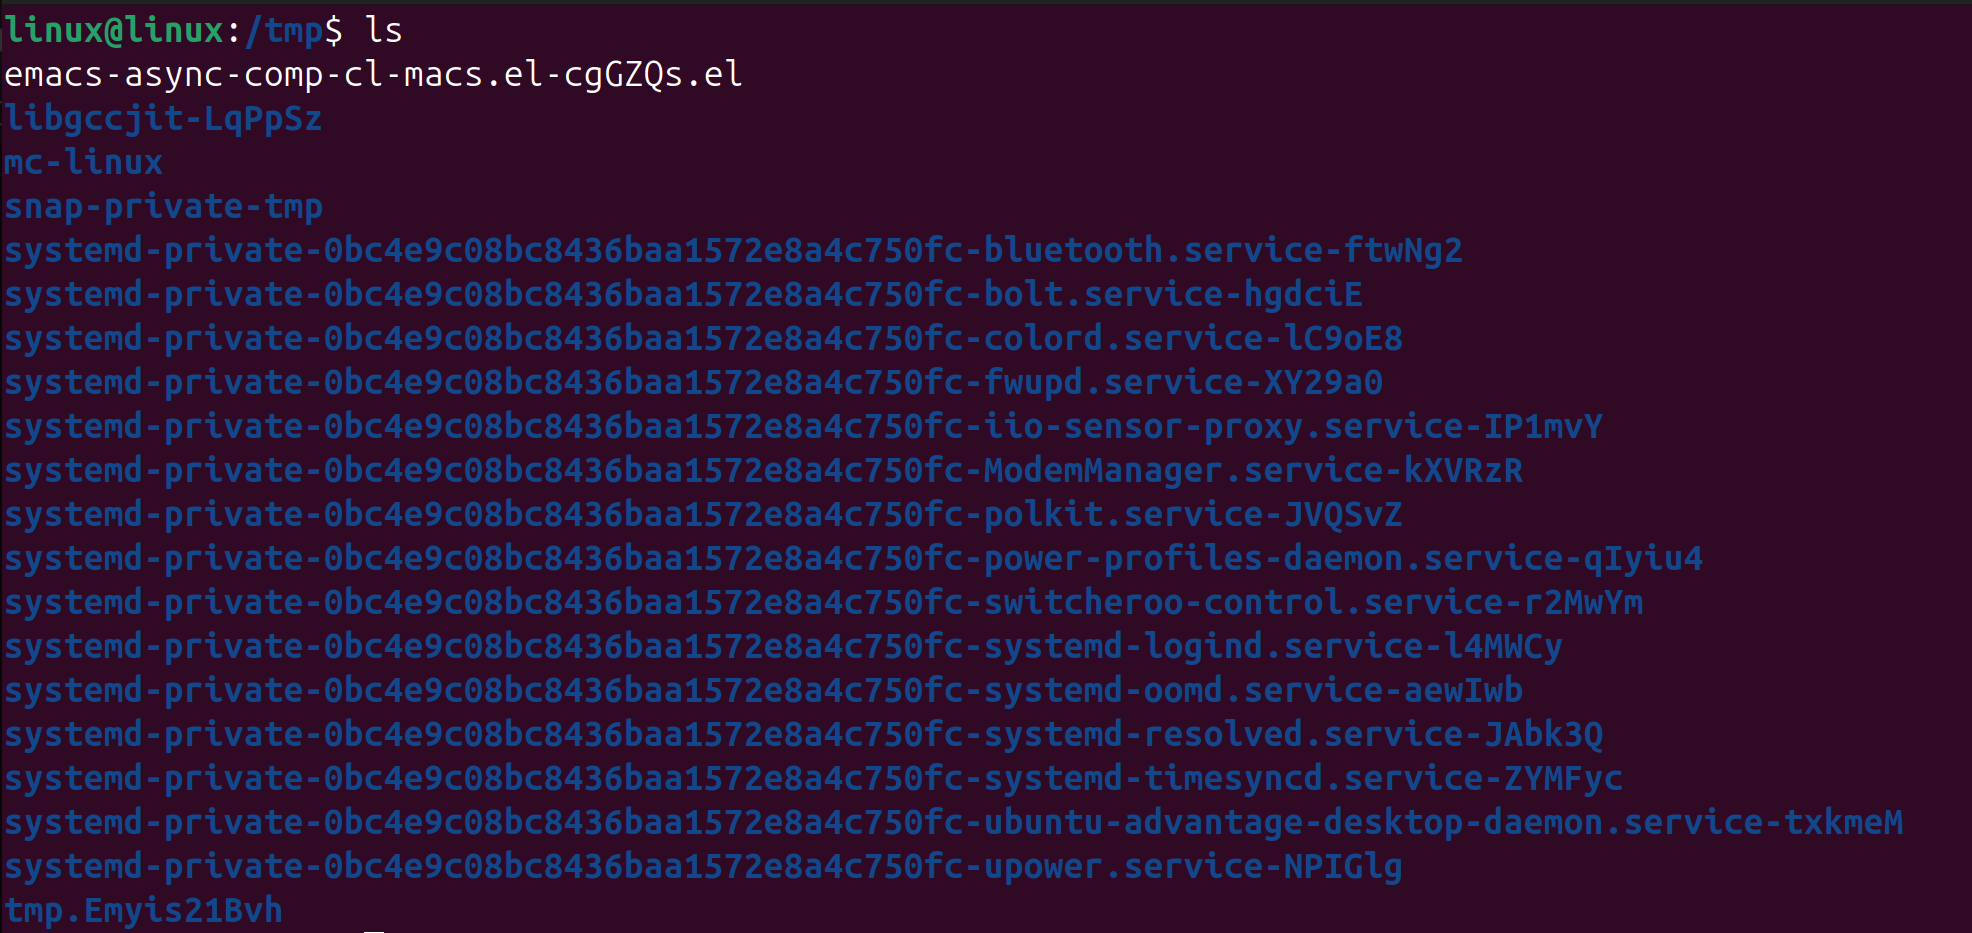 linux@linux:/tmp$ ls
emacs-async-comp-cl-macs.el-cgGZQs.el
libgccjit-LqPpSz
mc-linux
snap-private-tmp
systemd-private-0bc4e9c08bc8436baa1572e8a4c750fc-bluetooth.service-ftwNg2
systemd-private-0bc4e9c08bc8436baa1572e8a4c750fc-bolt.service-hgdciE
systemd-private-0bc4e9c08bc8436baa1572e8a4c750fc-colord.service-lC9oE8
systemd-private-0bc4e9c08bc8436baa1572e8a4c750fc-fwupd.service-XY29a0
systemd-private-0bc4e9c08bc8436baa1572e8a4c750fc-iio-sensor-proxy.service-IP1mvY
systemd-private-0bc4e9c08bc8436baa1572e8a4c750fc-ModemManager.service-kXVRzR
systemd-private-0bc4e9c08bc8436baa1572e8a4c750fc-polkit.service-JVQSvZ
systemd-private-0bc4e9c08bc8436baa1572e8a4c750fc-power-profiles-daemon.service-qIyiu4
systemd-private-0bc4e9c08bc8436baa1572e8a4c750fc-switcheroo-control.service-r2MwYm
systemd-private-0bc4e9c08bc8436baa1572e8a4c750fc-systemd-logind.service-l4MWCy
systemd-private-0bc4e9c08bc8436baa1572e8a4c750fc-systemd-oomd.service-aewIwb
systemd-private-0bc4e9c08bc8436baa1572e8a4c750fc-systemd-resolved.service-JAbk3Q
systemd-private-0bc4e9c08bc8436baa1572e8a4c750fc-systemd-timesyncd.service-ZYMFyc
systemd-private-0bc4e9c08bc8436baa1572e8a4c750fc-ubuntu-advantage-desktop-daemon.service-txkmeM
systemd-private-0bc4e9c08bc8436baa1572e8a4c750fc-upower.service-NPIGlg
tmp.Emyis21Bvh